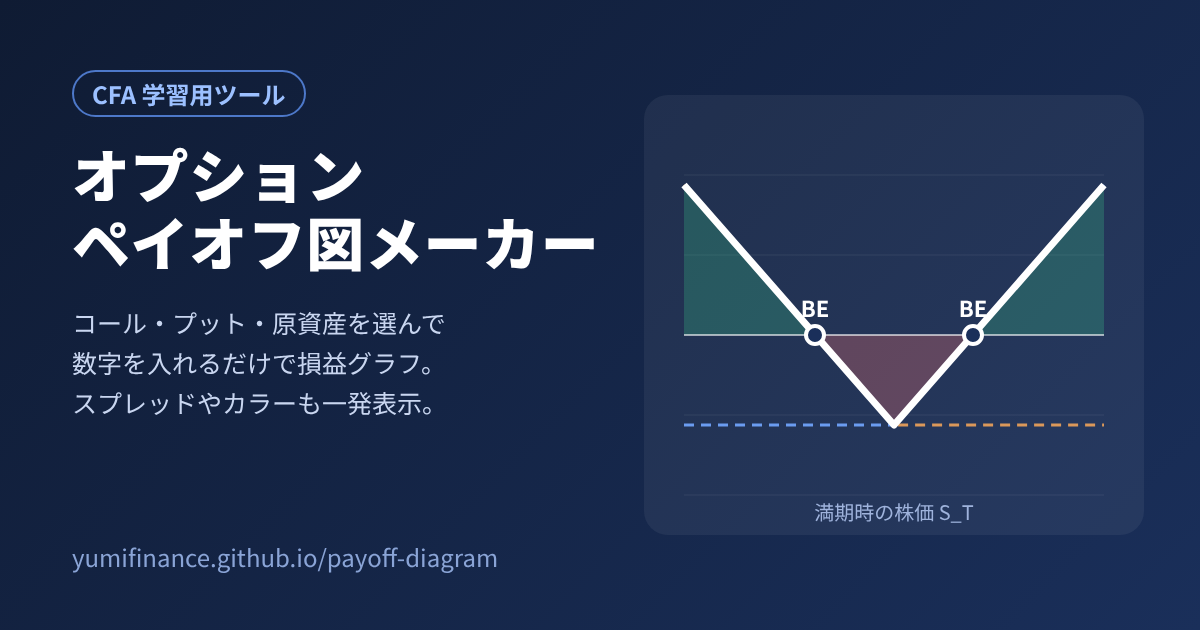 CFA 学習用ツール
オプション
ペイオフ図メーカー
コール・プット・原資産を選んで
数字を入れるだけで損益グラフ。
スプレッドやカラーも一発表示。
yumifinance.github.io/payoff-diagram
BE
BE
満期時の株価 S_T